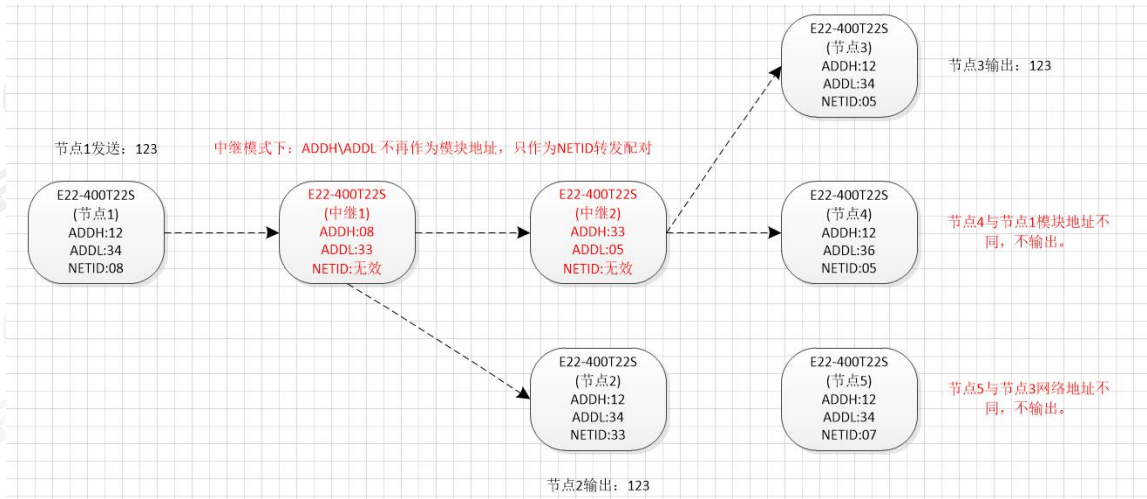 E22-400T22S
(节点3)
ADDH:12
ADDL:34
NETID:05
节点3输出：123
节点1发送：123
中继模式下：ADDH\ADDL 不再作为模块地址，只作为NETID转发配对
E22-400T22S
(节点1)
ADDH:12
ADDL:34
NETID:08
E22-400T22S
(中继1)
ADDH:08
ADDL:33
NETID:无效
E22-400T22S
(中继2)
ADDH:33
ADDL:05
NETID:无效
E22-400T22S
(节点4)
ADDH:12
ADDL:36
NETID:05
节点4与节点1模块地址不
同，不输出。
E22-400T22S
(节点2)
ADDH:12
ADDL:34
NETID:33
E22-400T22S
(节点5)
ADDH:12
ADDL:34
NETID:07
节点5与节点3网络地址不
同，不输出。
节点2输出：123